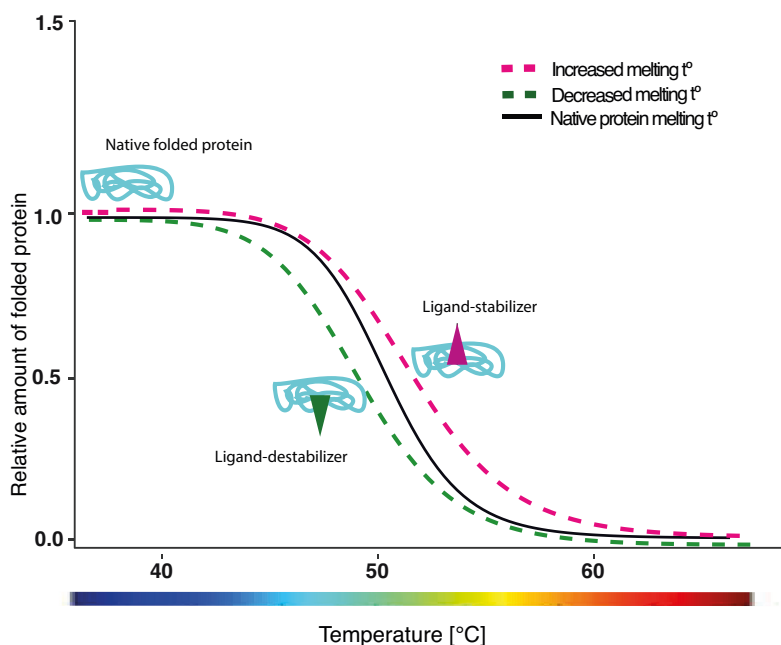 1.5
Increased melting tº
Decreased melting tº
Native protein melting tº
Native folded protein
1.0
Ligand-stabilizer
Relative amount of folded protein
0.5
Ligand-destabilizer
0.0
40 50 60
Temperature [°C]